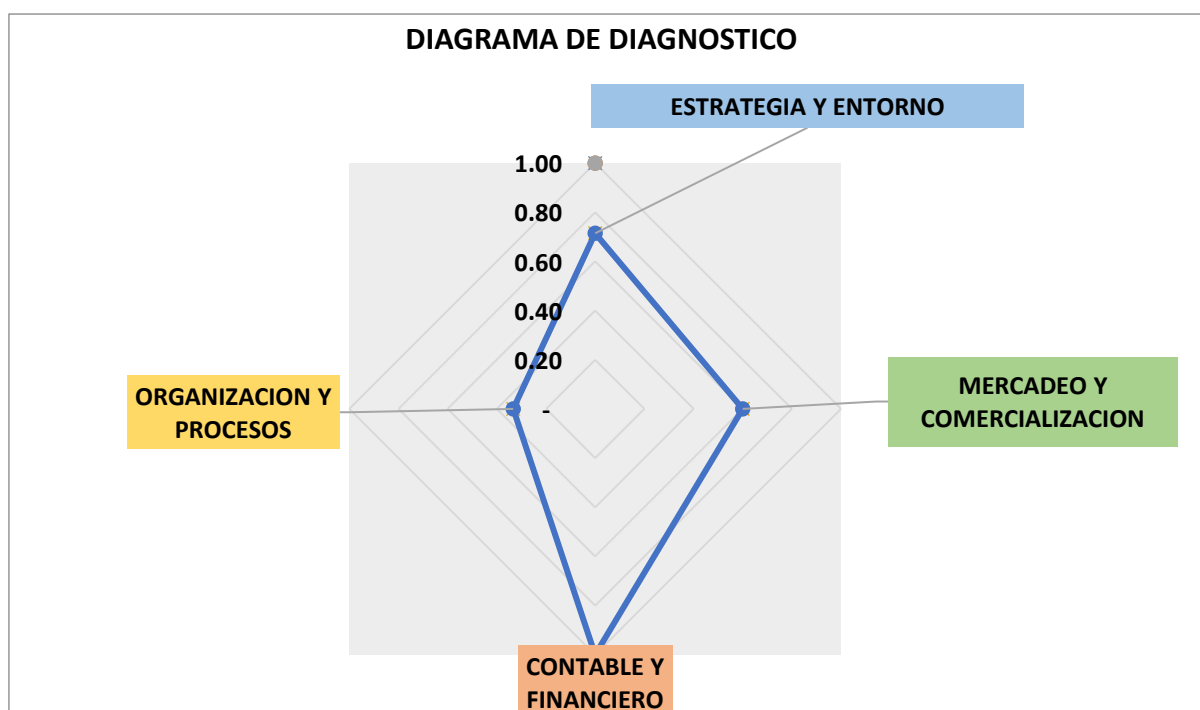 DIAGRAMA DE DIAGNOSTICO
ESTRATEGIA Y ENTORNO
1.00
0.80
0.60
0.40
0.20
-
ORGANIZACION Y
PROCESOS
MERCADEO Y
COMERCIALIZACION
CONTABLE Y
FINANCIERO